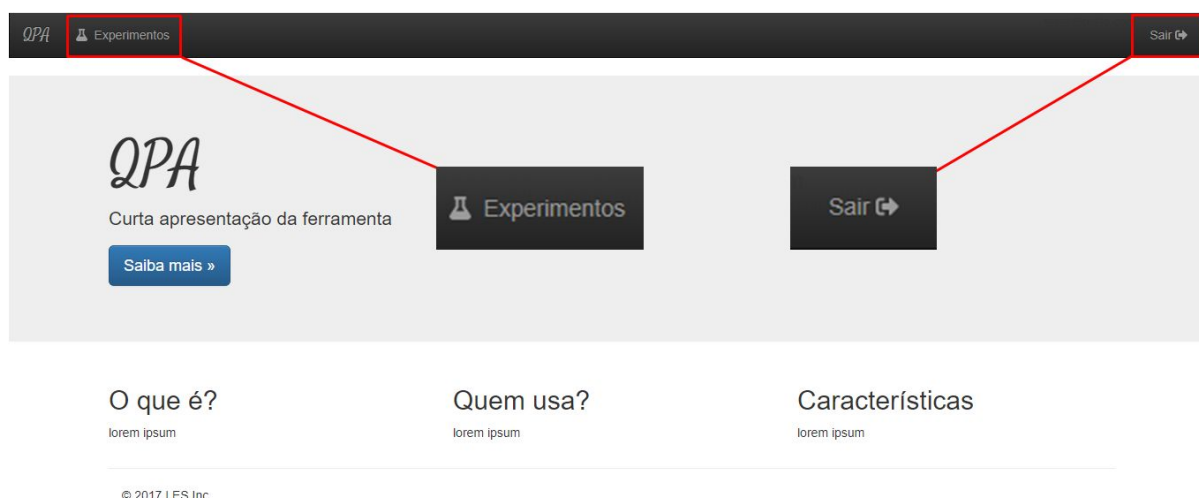 QPA Experimentos Sair
QPA
Curta apresentação da ferramenta
Saiba mais »
Experimentos
Sair
O que é?
lorem ipsum
Quem usa?
lorem ipsum
Características
lorem ipsum
© 2017 LES Inc